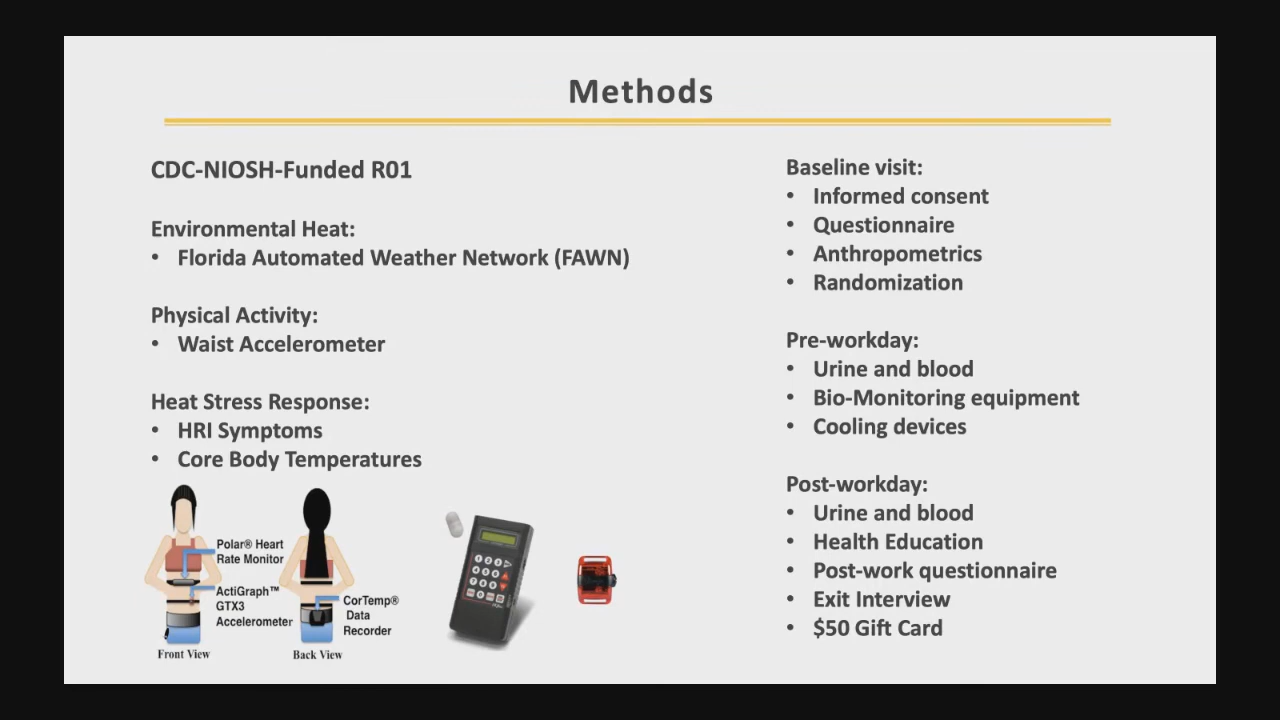 Methods
CDC-NIOSH-Funded R01
Environmental Heat:
• Florida Automated Weather Network (FAWN)
Physical Activity:
• Waist Accelerometer
Heat Stress Response:
• HRI Symptoms
• Core Body Temperatures
Polar® Heart
Rate Monitor
ActiGraph™
GTX3
Accelerometer
Front View
CorTemp®
Data
Recorder
Back View
Baseline visit:
• Informed consent
• Questionnaire
• Anthropometrics
• Randomization
Pre-workday:
• Urine and blood
• Bio-Monitoring equipment
• Cooling devices
Post-workday:
• Urine and blood
• Health Education
• Post-work questionnaire
• Exit Interview
• $50 Gift Card